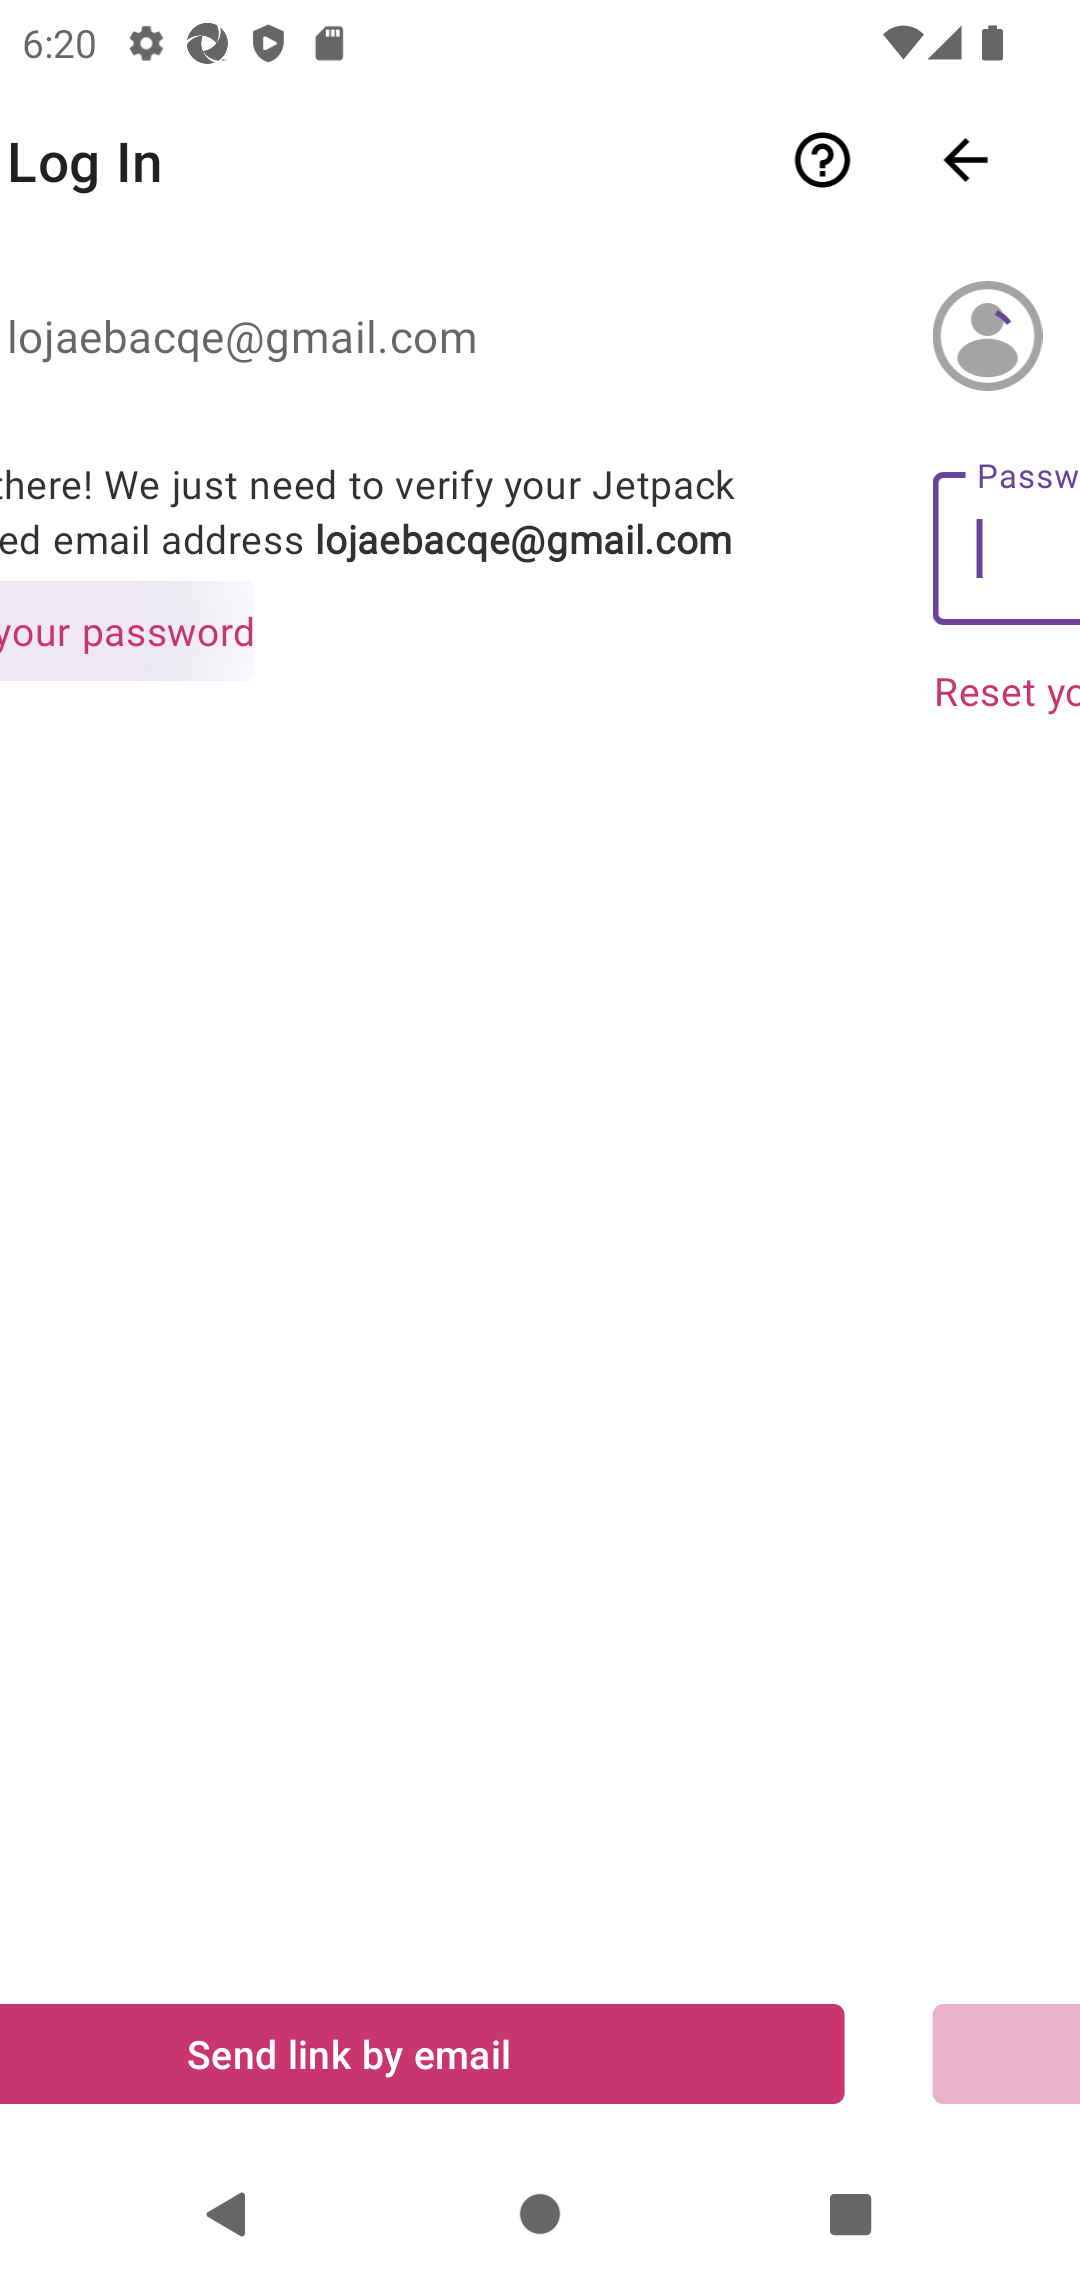 6:20
Log In
lojaebacqe@gmail.com
there! We just need to verify your Jetpack
ed email address lojaebacqe@gmail.com
your password
Passw
Reset yo
Send link by email